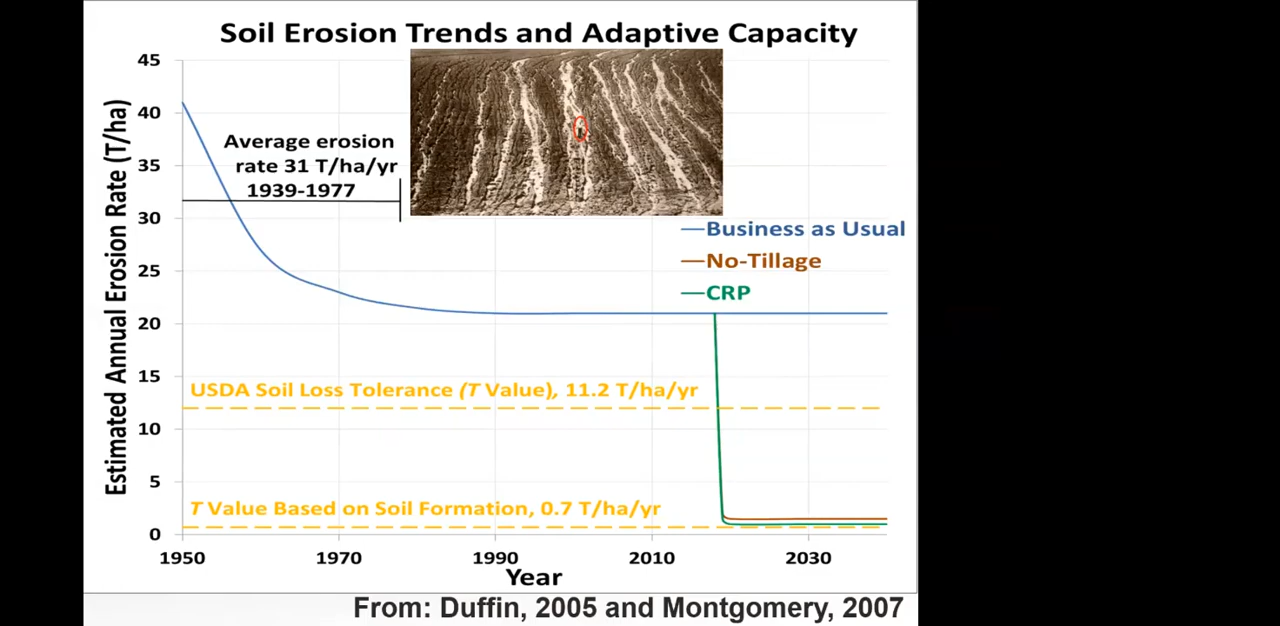 Soil Erosion Trends and Adaptive Capacity
Estimated Annual Erosion Rate (T/ha)
45
40
35
30
25
20
15
10
5
0
Average erosion
rate 31 T/ha/yr
1939-1977
Business as Usual
No-Tillage
CRP
USDA Soil Loss Tolerance (T Value), 11.2 T/ha/yr
T Value Based on Soil Formation, 0.7 T/ha/yr
1950 1970 1990 2010 2030
Year
From: Duffin, 2005 and Montgomery, 2007